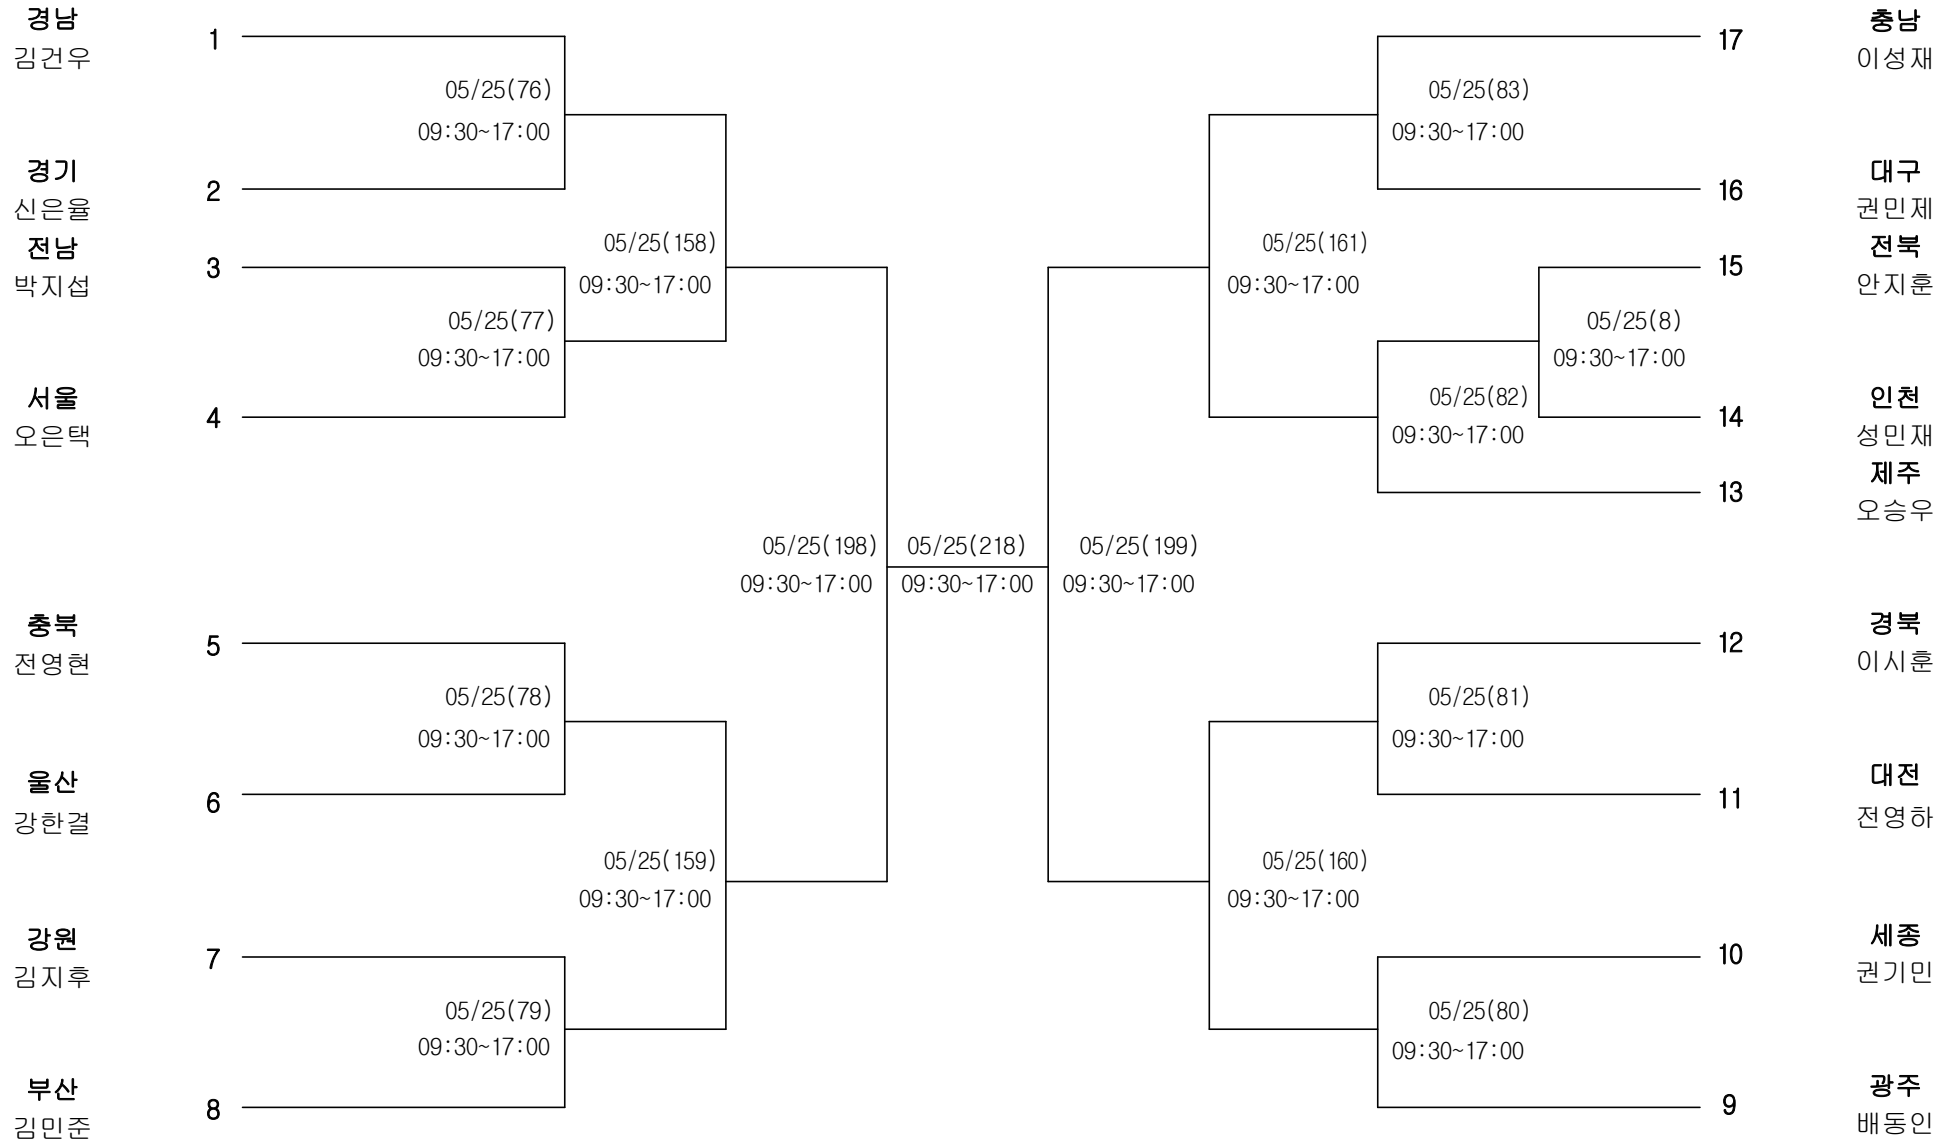 경남
김건우
1
05/25(76)
09:30~17:00
경기
신은율
2
전남
박지섭
3
05/25(158)
09:30~17:00
05/25(77)
09:30~17:00
서울
오은택
4
05/25(198)
09:30~17:00
충북
전영현
5
05/25(78)
09:30~17:00
울산
강한결
6
05/25(159)
09:30~17:00
강원
김지후
7
05/25(79)
09:30~17:00
부산
김민준
8
05/25(218)
09:30~17:00
17
충남
이성재
05/25(83)
09:30~17:00
16
대구
권민제
05/25(161)
09:30~17:00
15
전북
안지훈
05/25(8)
09:30~17:00
05/25(82)
09:30~17:00
14
인천
성민재
13
제주
오승우
05/25(199)
09:30~17:00
12
경북
이시훈
05/25(81)
09:30~17:00
11
대전
전영하
05/25(160)
09:30~17:00
10
세종
권기민
05/25(80)
09:30~17:00
9
광주
배동인